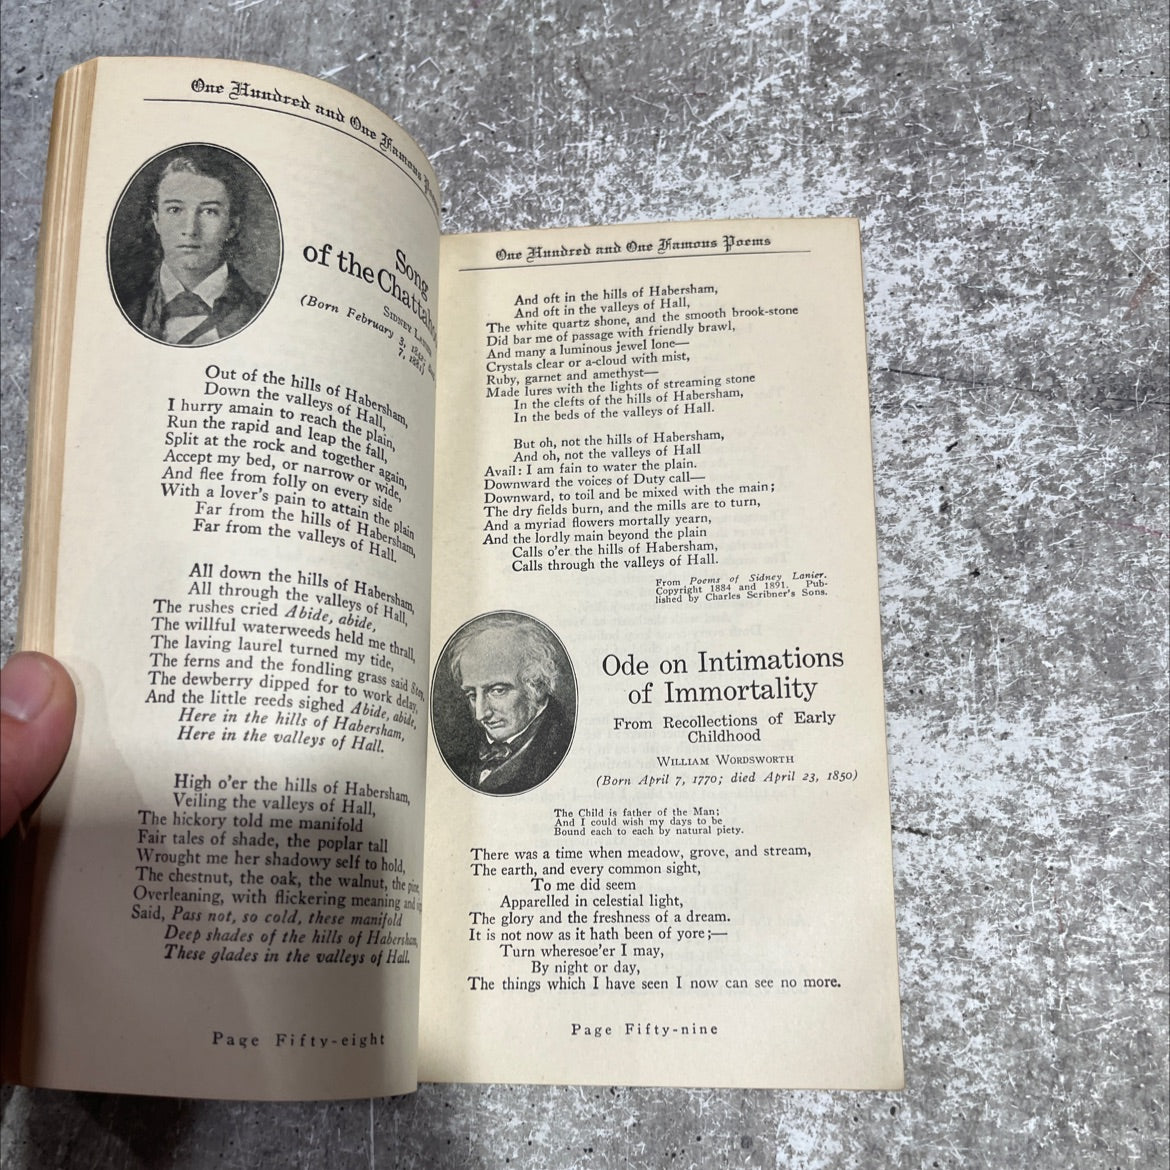 One Hundred and One Famous
Song
of the Chattah
Sidney Lanier
(Born February 3, 1842;
7, 1881)
Out of the hills of Habersham,
Down the valleys of Hall,
I hurry amain to reach the plain,
Run the rapid and leap the fall,
Split at the rock and together again,
Accept my bed, or narrow or wide,
And flee from folly on every side
With a lover's pain to attain the plain
Far from the hills of Habersham,
Far from the valleys of Hall.
All down the hills of Habersham,
All through the valleys of Hall,
The rushes cried Abide, abide,
The willful waterweeds held me thrall,
The laving laurel turned my tide,
The ferns and the fondling grass said Stay,
The dewberry dipped for to work delay,
And the little reeds sighed Abide, abide,
Here in the hills of Habersham,
Here in the valleys of Hall.
High o'er the hills of Habersham,
Veiling the valleys of Hall,
The hickory told me manifold
Fair tales of shade, the poplar tall
Wrought me her shadowy self to hold,
The chestnut, the oak, the walnut, the pine,
Overleaning, with flickering meaning and
Said, Pass not, so cold, these manifold
Deep shades of the hills of Habersham,
These glades in the valleys of Hall.
Page Fifty-eight
One Hundred and One Famous Poems
And oft in the hills of Habersham,
And oft in the valleys of Hall,
The white quartz shone, and the smooth brook-stone
Did bar me of passage with friendly brawl,
And many a luminous jewel lone—
Crystals clear or a-cloud with mist,
Ruby, garnet and amethyst—
Made lures with the lights of streaming stone
In the clefts of the hills of Habersham,
In the beds of the valleys of Hall.
But oh, not the hills of Habersham,
And oh, not the valleys of Hall
Avail: I am fain to water the plain.
Downward the voices of Duty call—
Downward, to toil and be mixed with the main;
The dry fields burn, and the mills are to turn,
And a myriad flowers mortally yearn,
And the lordly main beyond the plain
Calls o'er the hills of Habersham,
Calls through the valleys of Hall.
From Poems of Sidney Lanier.
Copyright 1884 and 1891. Pub-
lished by Charles Scribner's Sons.
Ode on Intimations
of Immortality
From Recollections of Early
Childhood
William Wordsworth
(Born April 7, 1770; died April 23, 1850)
The Child is father of the Man;
And I could wish my days to be
Bound each to each by natural piety.
There was a time when meadow, grove, and stream,
The earth, and every common sight,
To me did seem
Apparelled in celestial light,
The glory and the freshness of a dream.
It is not now as it hath been of yore;—
Turn wheresoe'er I may,
By night or day,
The things which I have seen I now can see no more.
Page Fifty-nine